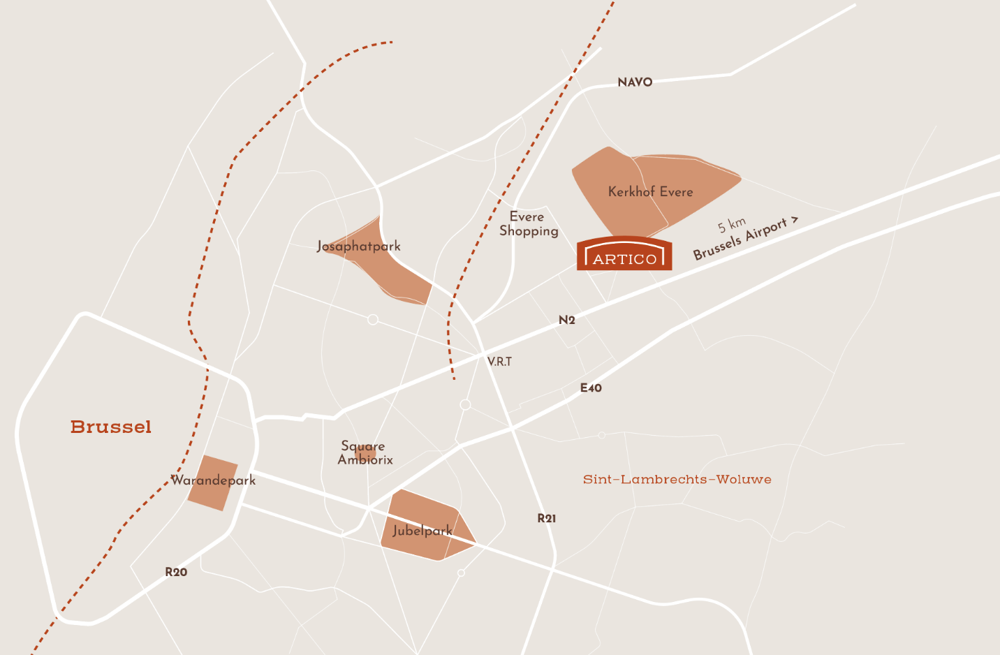 NAVO
Kerkhof Evere
Evere
Shopping
5 km
Brussels Airport >
Josaphatpark
ARTICO
N2
V.R.T
E40
Brussel
Square
Ambiorix
Warandepark
Sint-Lambrechts-Woluwe
R21
Jubelpark
R20